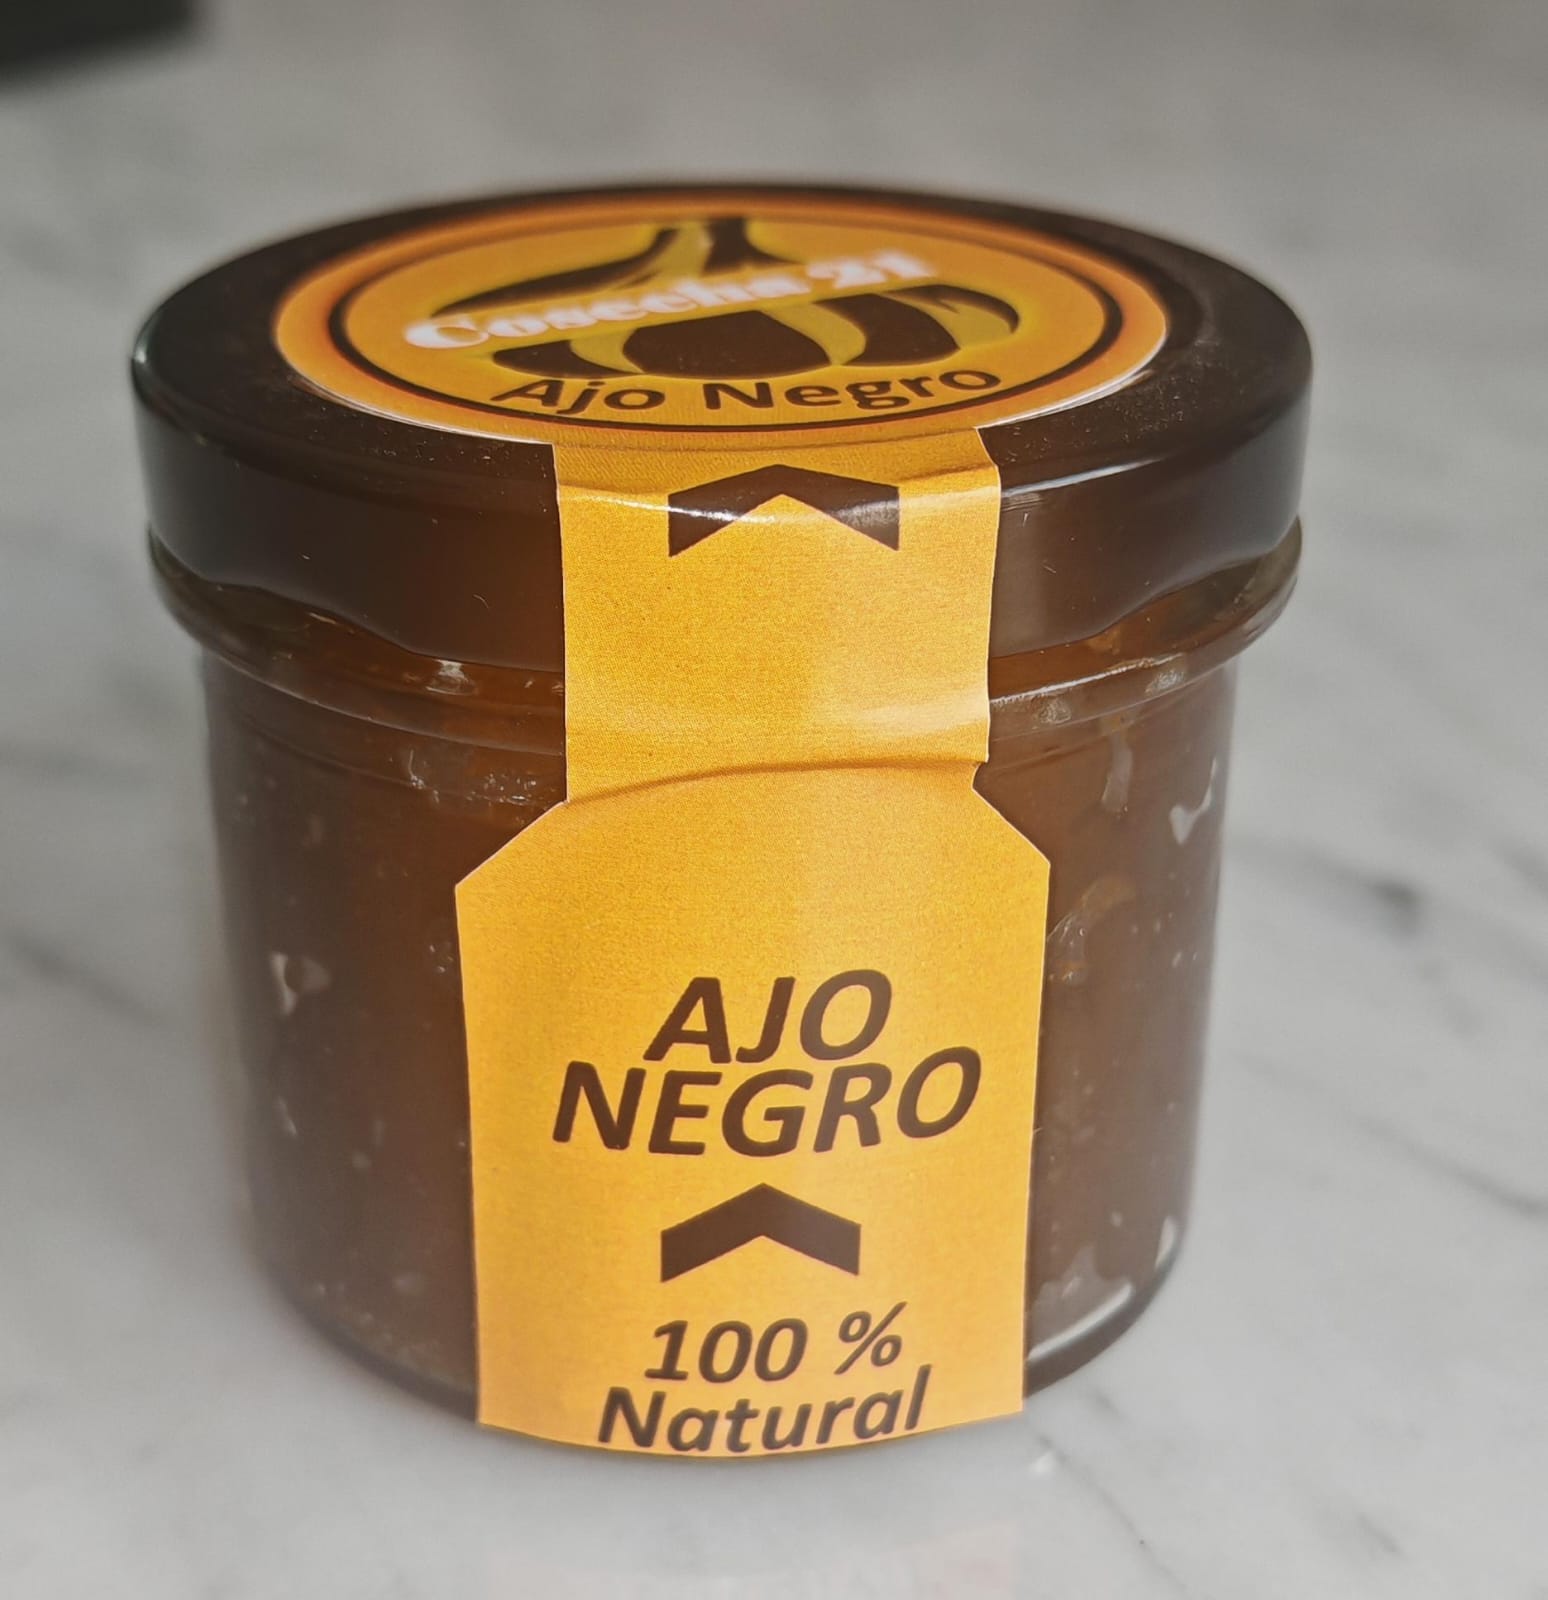 Cosecha 21
Ajo Negro
AJO
NEGRO
100 %
Natural